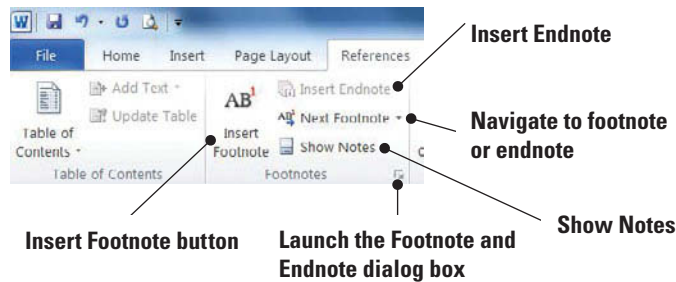 W
File Home Insert Page Layout References
Add Text
Update Table
Table of
Contents
Table of Contents
AB1
Insert
Footnote
Insert Endnote
AB1 Next Footnote
Show Notes
Footnotes
Insert Endnote
Navigate to footnote
or endnote
Show Notes
Insert Footnote button
Launch the Footnote and
Endnote dialog box